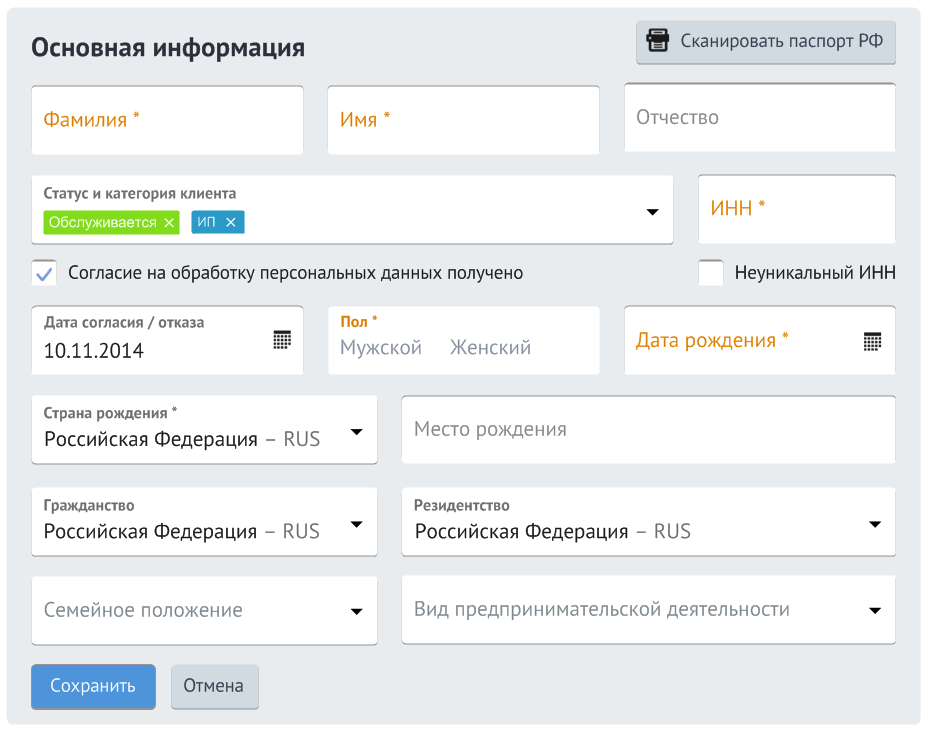 Основная информация
Сканировать паспорт РФ
Фамилия *
Имя *
Отчество
Статус и категория клиента
Обслуживается ×
ИП ×
ИНН *
Согласие на обработку персональных данных получено
Неуникальный ИНН
Дата согласия / отказа
10.11.2014
Пол *
Мужской Женский
Дата рождения *
Страна рождения *
Российская Федерация – RUS
Место рождения
Гражданство
Российская Федерация – RUS
Резидентство
Российская Федерация – RUS
Семейное положение
Вид предпринимательской деятельности
Сохранить
Отмена